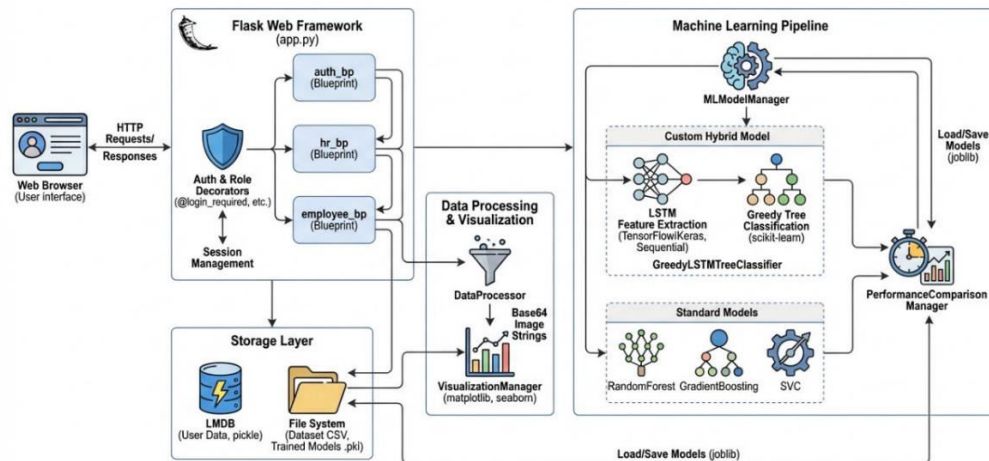 Flask Web Framework
(app.py)
auth_bp
(Blueprint)
hr_bp
(Blueprint)
employee_bp
(Blueprint)
Auth & Role
Decorators
(@login_required, etc.)
Session
Management
HTTP
Requests/
Responses
Web Browser
(User interface)
Storage Layer
LMDB
(User Data, pickle)
File System
(Dataset CSV,
Trained Models .pki)
Data Processing
& Visualization
DataProcessor
Base64
Image
Strings
VisualizationManager
(matplotlib, seaborn)
Machine Learning Pipeline
MLModelManager
Custom Hybrid Model
LSTM
Feature Extraction
(TensorFlowiKeras,
Sequential)
Greedy Tree
Classification
(scikit-learn)
GreedyLSTMTreeClassifier
Standard Models
RandomForest
GradientBoosting
SVC
Load/Save
Models
(joblib)
PerformanceComparison
Manager
Load/Save Models (joblib)